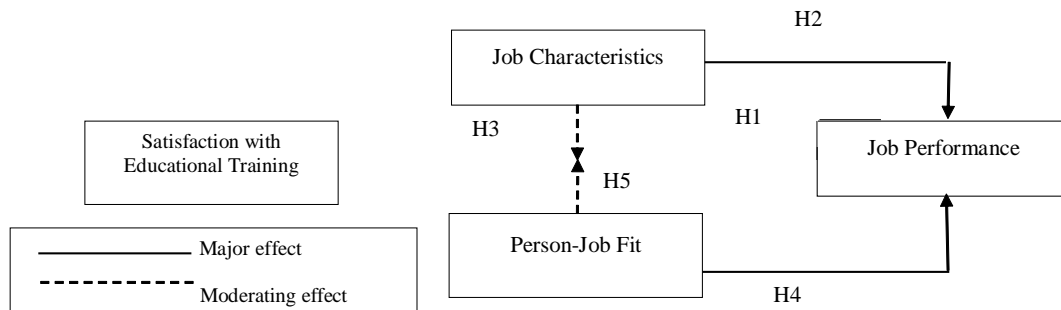 H2
Job Characteristics
H1
H3
Satisfaction with
Educational Training
Job Performance
H5
Person-Job Fit
Major effect
Moderating effect
H4